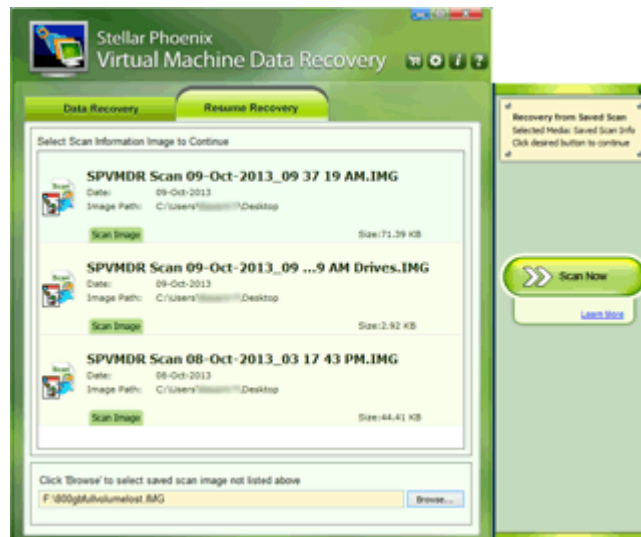 Stellar Phoenix
Virtual Machine Data Recovery
Data Recovery
Resume Recovery
Select Scan Information Image to Continue
SPVMDR Scan 09-Oct-2013_09 37 19 AM.IMG
Date: 09-Oct-2013
Image Path: C:\Users\ \Desktop
Scan Image
Size:71.39 KB
SPVMDR Scan 09-Oct-2013_09 ...9 AM Drives.IMG
Date: 09-Oct-2013
Image Path: C:\Users\ \Desktop
Scan Image
Size:2.92 KB
SPVMDR Scan 08-Oct-2013_03 17 43 PM.IMG
Date: 08-Oct-2013
Image Path: C:\Users\ \Desktop
Scan Image
Size:44.41 KB
Click 'Browse' to select saved scan image not listed above
F:\800gbfullvolumelost.IMG
Browse...
Recovery from Saved Scan
Selected Media: Saved Scan Info
Click desired button to continue
Scan Now
Learn More